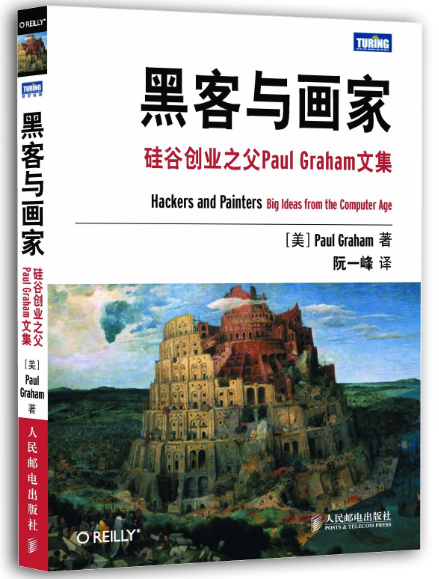 O REILLY
TURING
黑客与画家
硅谷创业之父
Paul Graham文集
[美]
Paul
Graham
著
人民邮电出版社
TURING
黑客与画家
硅谷创业之父Paul Graham文集
Hackers and Painters Big Ideas from the Computer Age
[美] Paul Graham 著
阮一峰 译
O REILLY
人民邮电出版社
POSTS & TELECOM PRESS